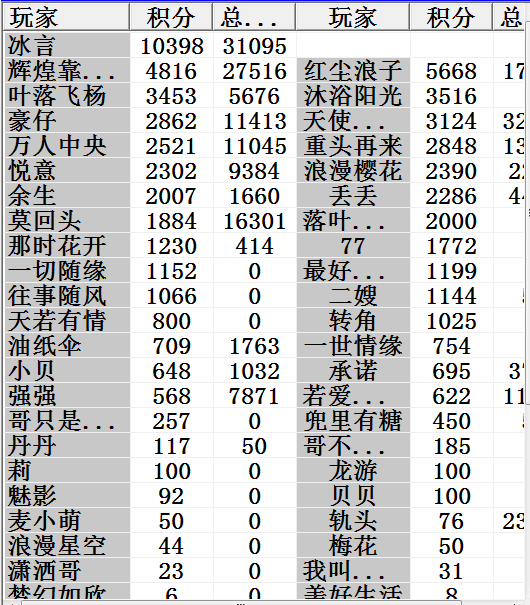 玩家 积分 总... 玩家 积分 总
冰言 10398 31095
辉煌靠... 4816 27516 红尘浪子 5668 17
叶落飞杨 3453 5676 沐浴阳光 3516
豪仔 2862 11413 天使... 3124 32
万人中央 2521 11045 重头再来 2848 13
悦意 2302 9384 浪漫樱花 2390 22
余生 2007 1660 丢丢 2286 44
莫回头 1884 16301 落叶... 2000
那时花开 1230 414 77 1772
一切随缘 1152 0 最好... 1199
往事随风 1066 0 二嫂 1144
天若有情 800 0 转角 1025
油纸伞 709 1763 一世情缘 754
小贝 648 1032 承诺 695 37
强强 568 7871 若爱... 622 11
哥只是... 257 0 兜里有糖 450
丹丹 117 50 哥不... 185
莉 100 0 龙游 100
魅影 92 0 贝贝 100
麦小萌 50 0 轨头 76 23
浪漫星空 44 0 梅花 50
潇洒哥 23 0 我叫... 31
梦幻如欣 6 0 美好生活 8